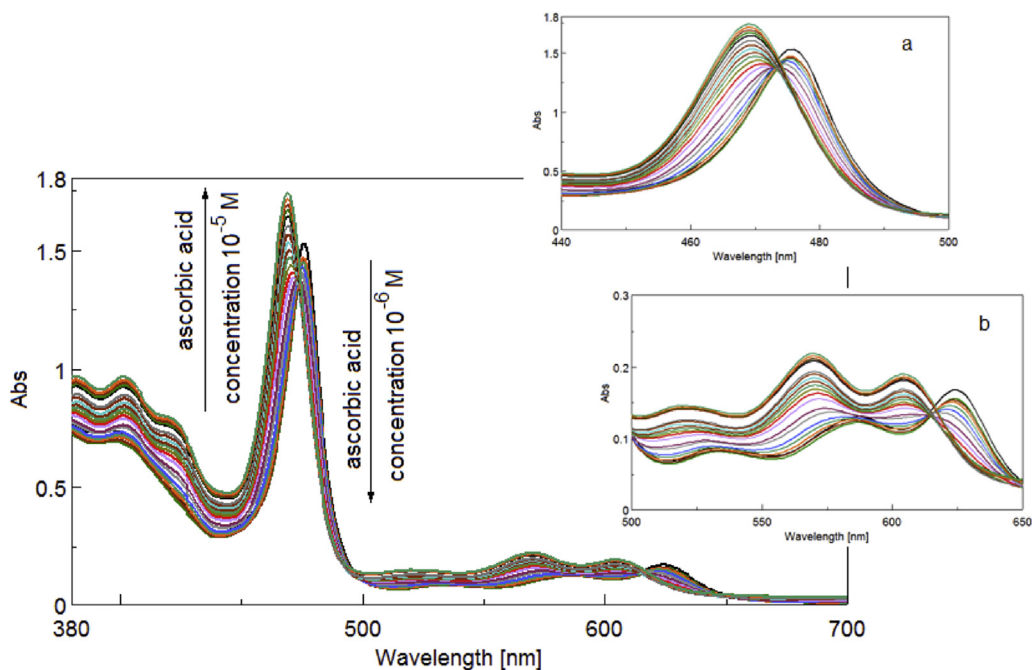 1.8
1.5
1
0.5
0
Abs
380
500
600
700
Wavelength [nm]
ascorbic acid
concentration 10⁻⁵ M
ascorbic acid
concentration 10⁻⁶ M
a
1.8
1.5
1
0.5
0
Abs
440
460
480
500
Wavelength [nm]
b
0.3
0.2
0.1
0
Abs
500
550
600
650
Wavelength [nm]